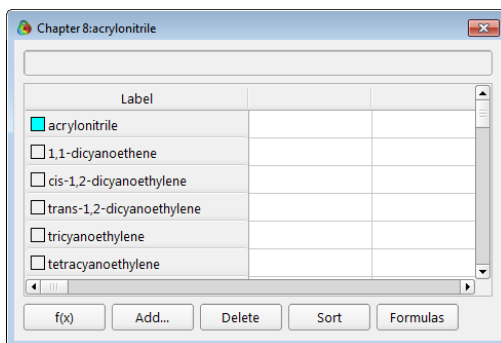 Chapter 8:acrylonitrile
Label
acrylonitrile
1,1-dicyanoethene
cis-1,2-dicyanoethylene
trans-1,2-dicyanoethylene
tricyanoethylene
tetracyanoethylene
f(x) Add... Delete Sort Formulas